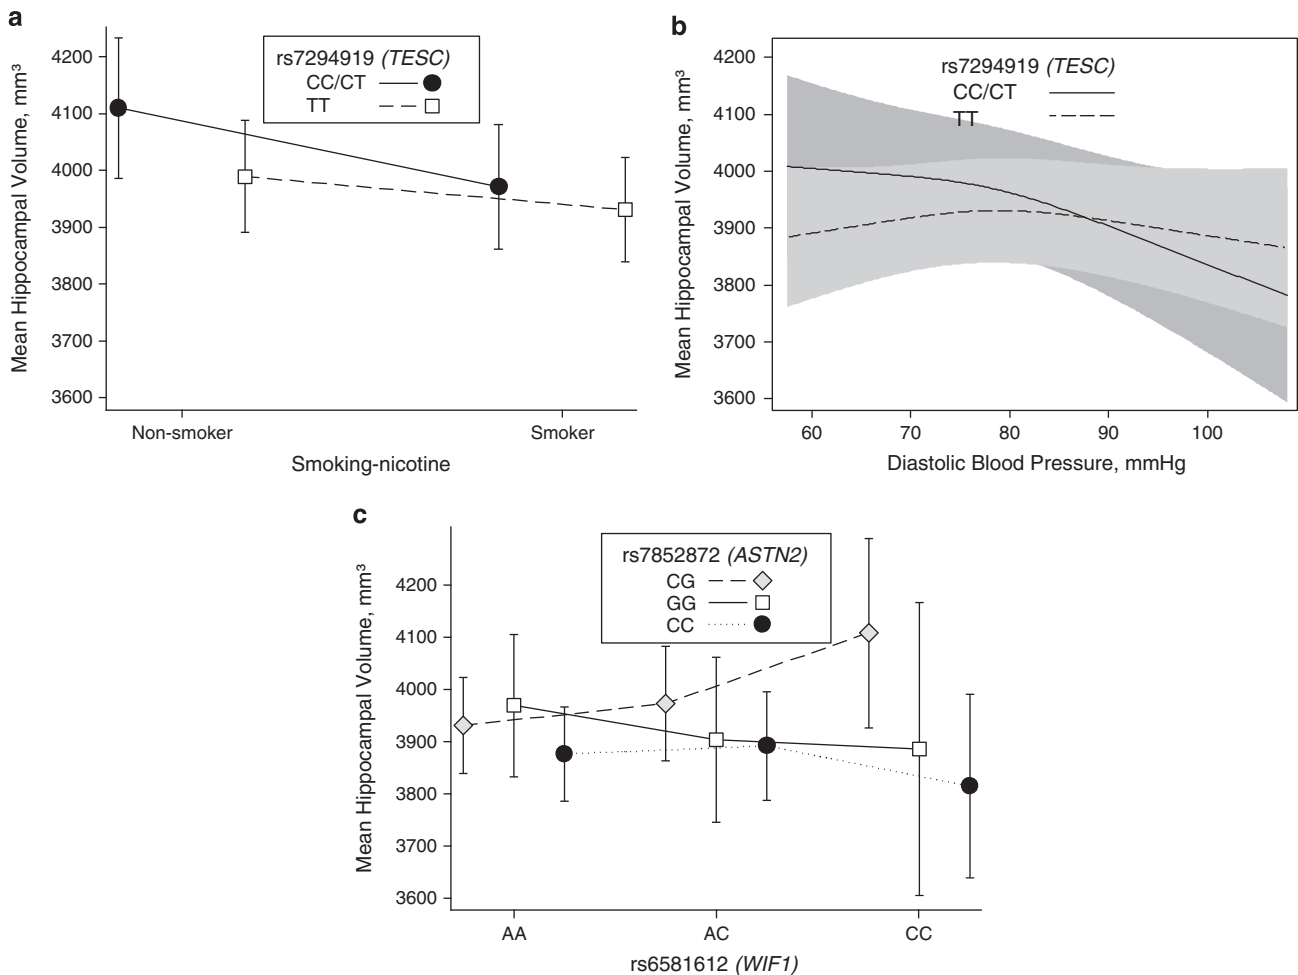 a
rs7294919 (TESC)
CC/CT
TT
Mean Hippocampal Volume, mm³
4200
4100
4000
3900
3800
3700
3600
Non-smoker Smoker
Smoking-nicotine
b
rs7294919 (TESC)
CC/CT
TT
Mean Hippocampal Volume, mm³
4200
4100
4000
3900
3800
3700
3600
60 70 80 90 100
Diastolic Blood Pressure, mmHg
c
rs7852872 (ASTN2)
CG
GG
CC
Mean Hippocampal Volume, mm³
4200
4100
4000
3900
3800
3700
3600
AA AC CC
rs6581612 (WIF1)